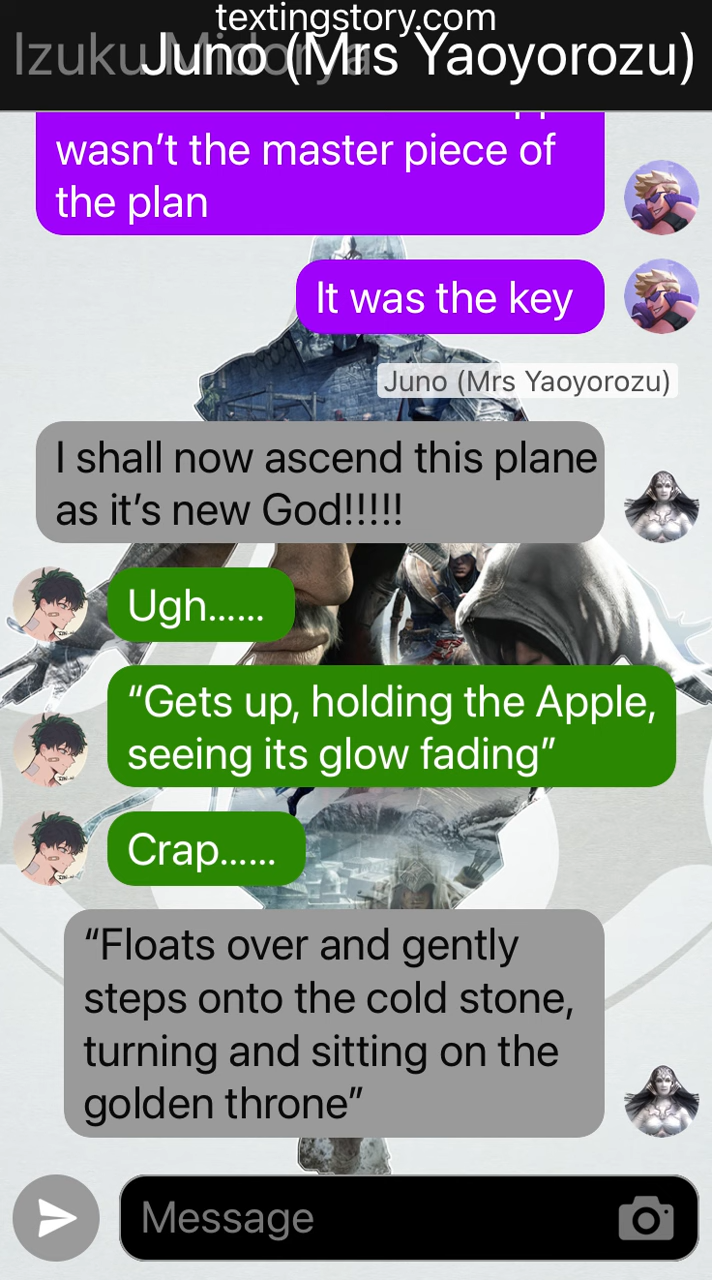 textingstory.com
Izuku Midoriya
Juno (Mrs Yaoyorozu)
wasn’t the master piece of
the plan
It was the key
Juno (Mrs Yaoyorozu)
I shall now ascend this plane
as it’s new God!!!!!
Ugh......
“Gets up, holding the Apple,
seeing its glow fading”
Crap......
“Floats over and gently
steps onto the cold stone,
turning and sitting on the
golden throne”
Message